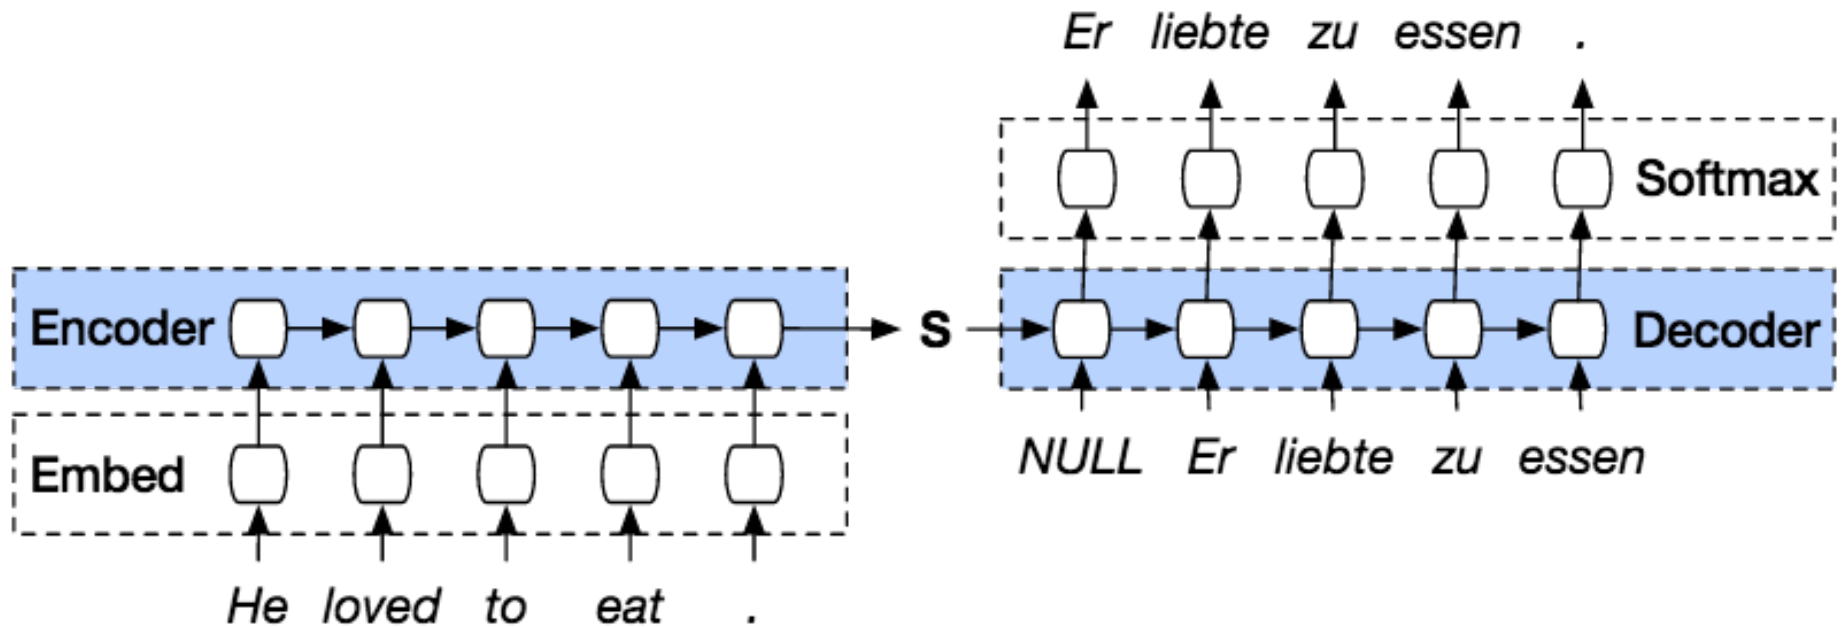 Er liebte zu essen .
Softmax
Encoder
S
Decoder
Embed
NULL Er liebte zu essen
He loved to eat .